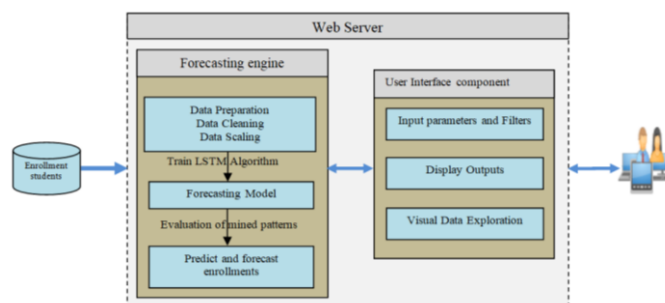 Web Server
Forecasting engine
Data Preparation
Data Cleaning
Data Scaling
Train LSTM Algorithm
Forecasting Model
Evaluation of mined patterns
Predict and forecast
enrollments
Enrollment
students
User Interface component
Input parameters and Filters
Display Outputs
Visual Data Exploration